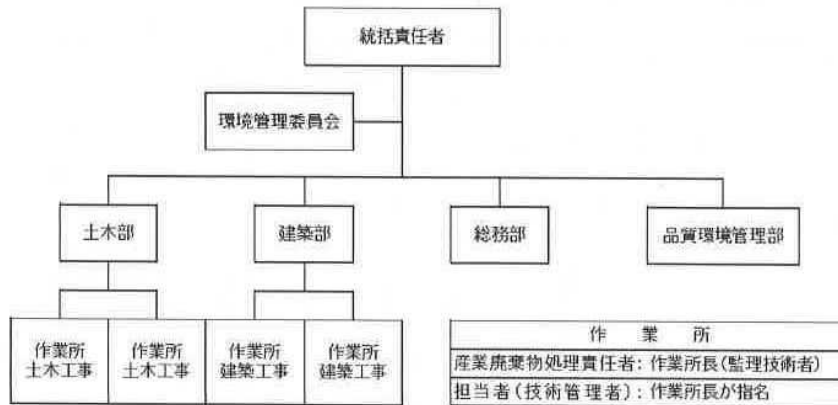 統括責任者
環境管理委員会
土木部
建築部
総務部
品質環境管理部
作業所
土木工事
作業所
土木工事
作業所
建築工事
作業所
建築工事
作業所
産業廃棄物処理責任者：作業所長（監理技術者）
担当者（技術管理者）：作業所長が指名